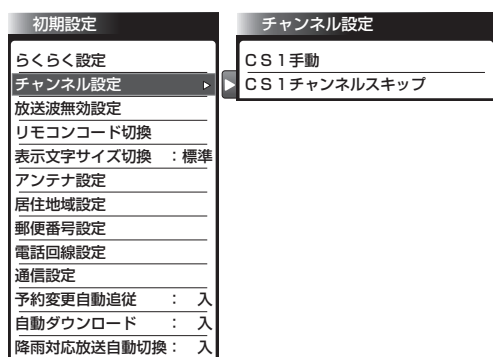 初期設定
らくらく設定
チャンネル設定
放送波無効設定
リモコンコード切換
表示文字サイズ切換 ：標準
アンテナ設定
居住地域設定
郵便番号設定
電話回線設定
通信設定
予約変更自動追従 ： 入
自動ダウンロード ： 入
降雨対応放送自動切換： 入
チャンネル設定
ＣＳ１手動
ＣＳ１チャンネルスキップ